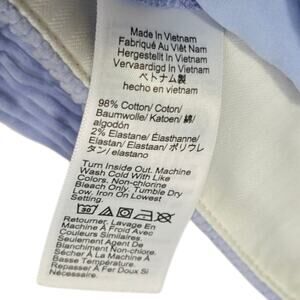 Made In Vietnam
Fabriqué Au Viêt Nam
Hergestellt In Vietnam
Vervaardigd In Vietnam
ベトナム製
hecho en vietnam
98% Cotton/ Coton/
Baumwolle/ Katoen/ 綿/
algodón
2% Elastane/ Élasthanne/
Elastan/ Elastaan/ ポリウレ
タン/ elastano
Turn Inside Out. Machine
Wash Cold With Like
Colors. Non-chlorine
Bleach Only. Tumble Dry
Low. Iron On Lowest
Setting.
30
Retourner. Lavage En
Machine À Froid Avec
Couleurs Similaires.
Seulement Agent De
Blanchiment Non-Chlore.
Sécher À La Machine À
Basse Température.
Repasser À Fer Doux Si